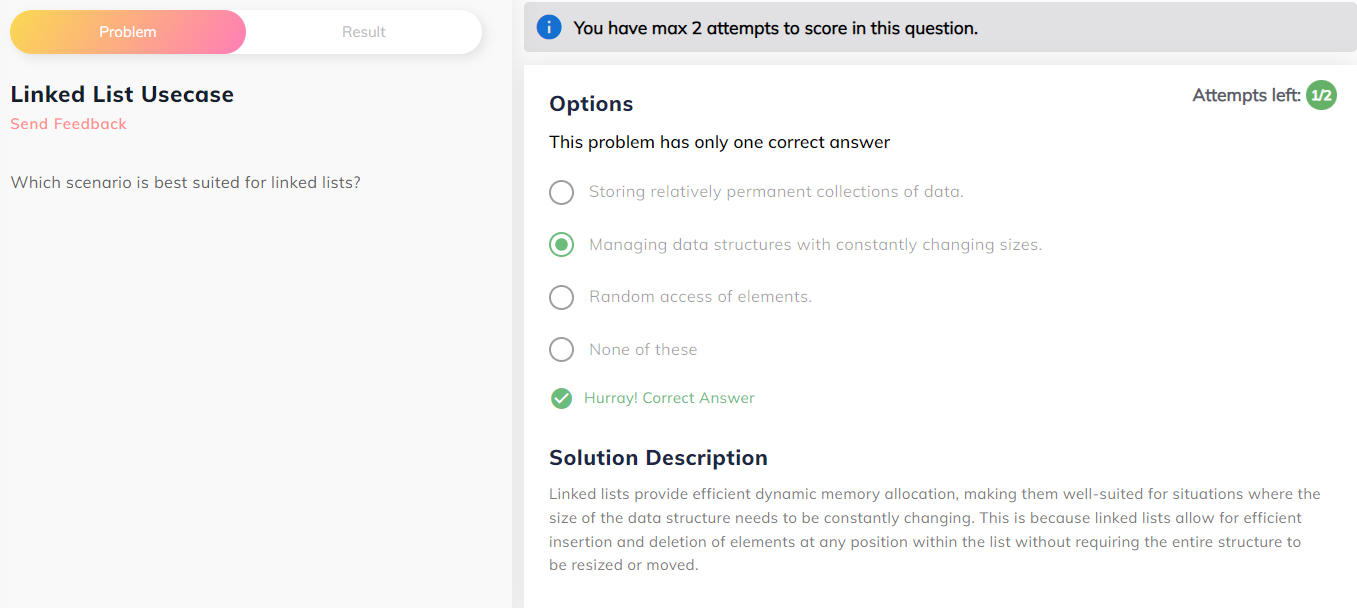 Problem
Result
Linked List Usecase
Send Feedback
Which scenario is best suited for linked lists?
You have max 2 attempts to score in this question.
Options
Attempts left: 1/2
This problem has only one correct answer
Storing relatively permanent collections of data.
Managing data structures with constantly changing sizes.
Random access of elements.
None of these
Hurray! Correct Answer
Solution Description
Linked lists provide efficient dynamic memory allocation, making them well-suited for situations where the
size of the data structure needs to be constantly changing. This is because linked lists allow for efficient
insertion and deletion of elements at any position within the list without requiring the entire structure to
be resized or moved.